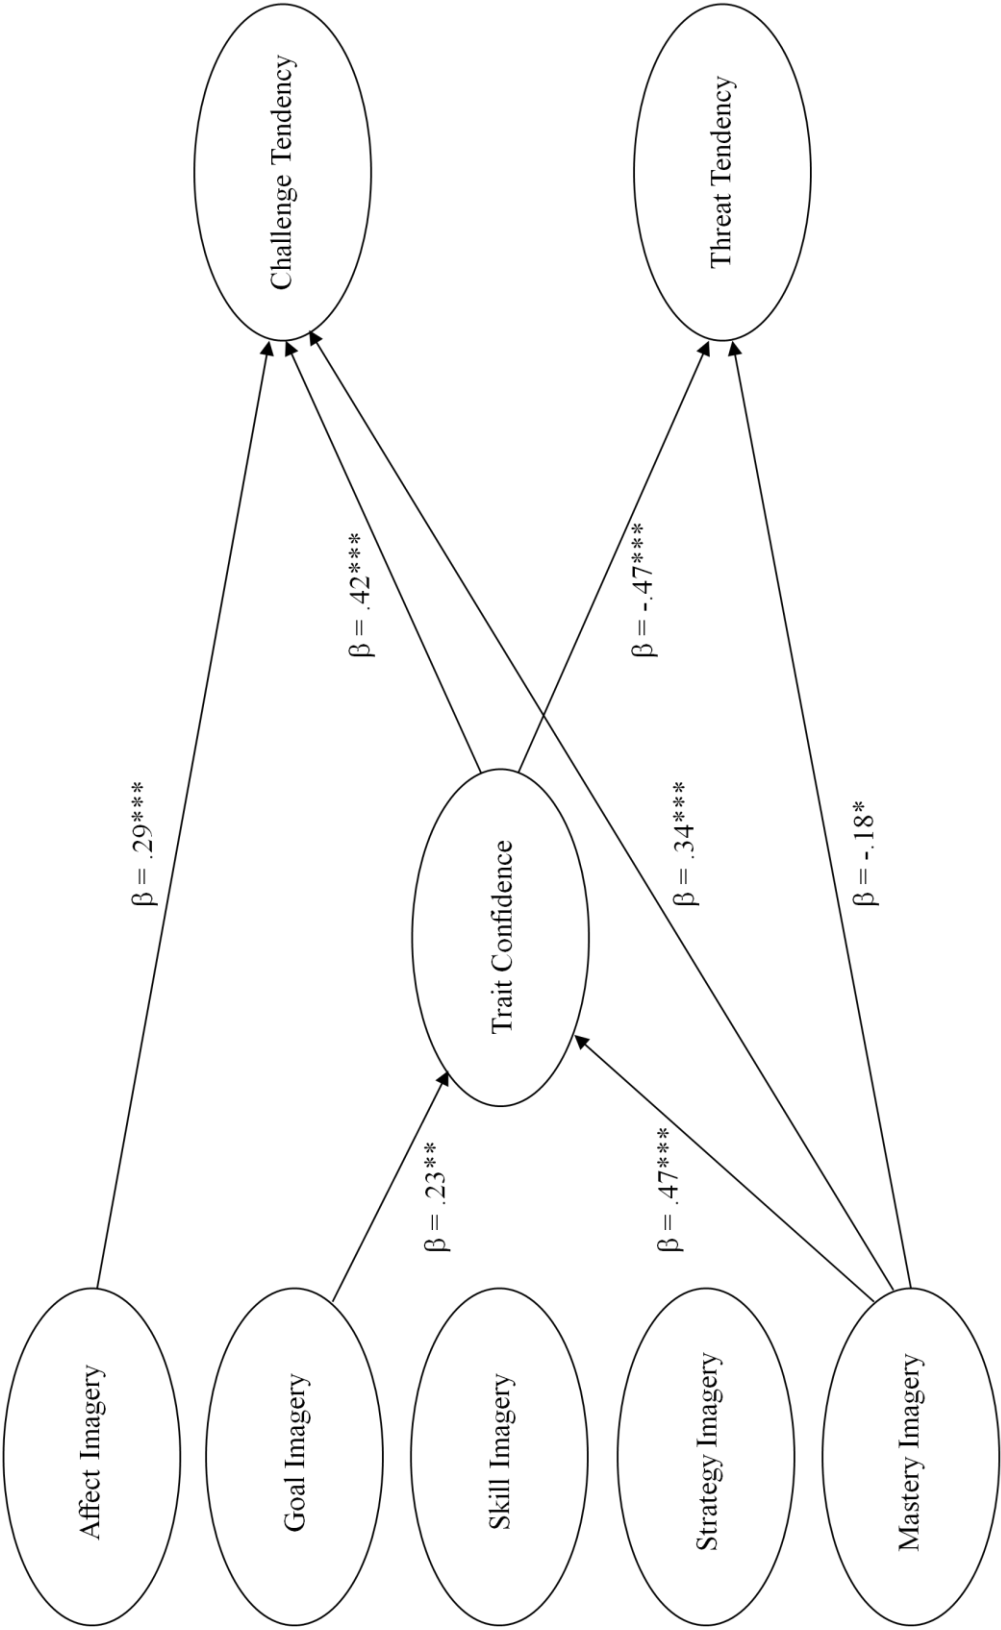 Affect Imagery
Goal Imagery
Skill Imagery
Strategy Imagery
Mastery Imagery
β = .23**
β = .47***
Trait Confidence
β = .29***
β = .42***
β = -.47***
β = .34***
β = -.18*
Challenge Tendency
Threat Tendency